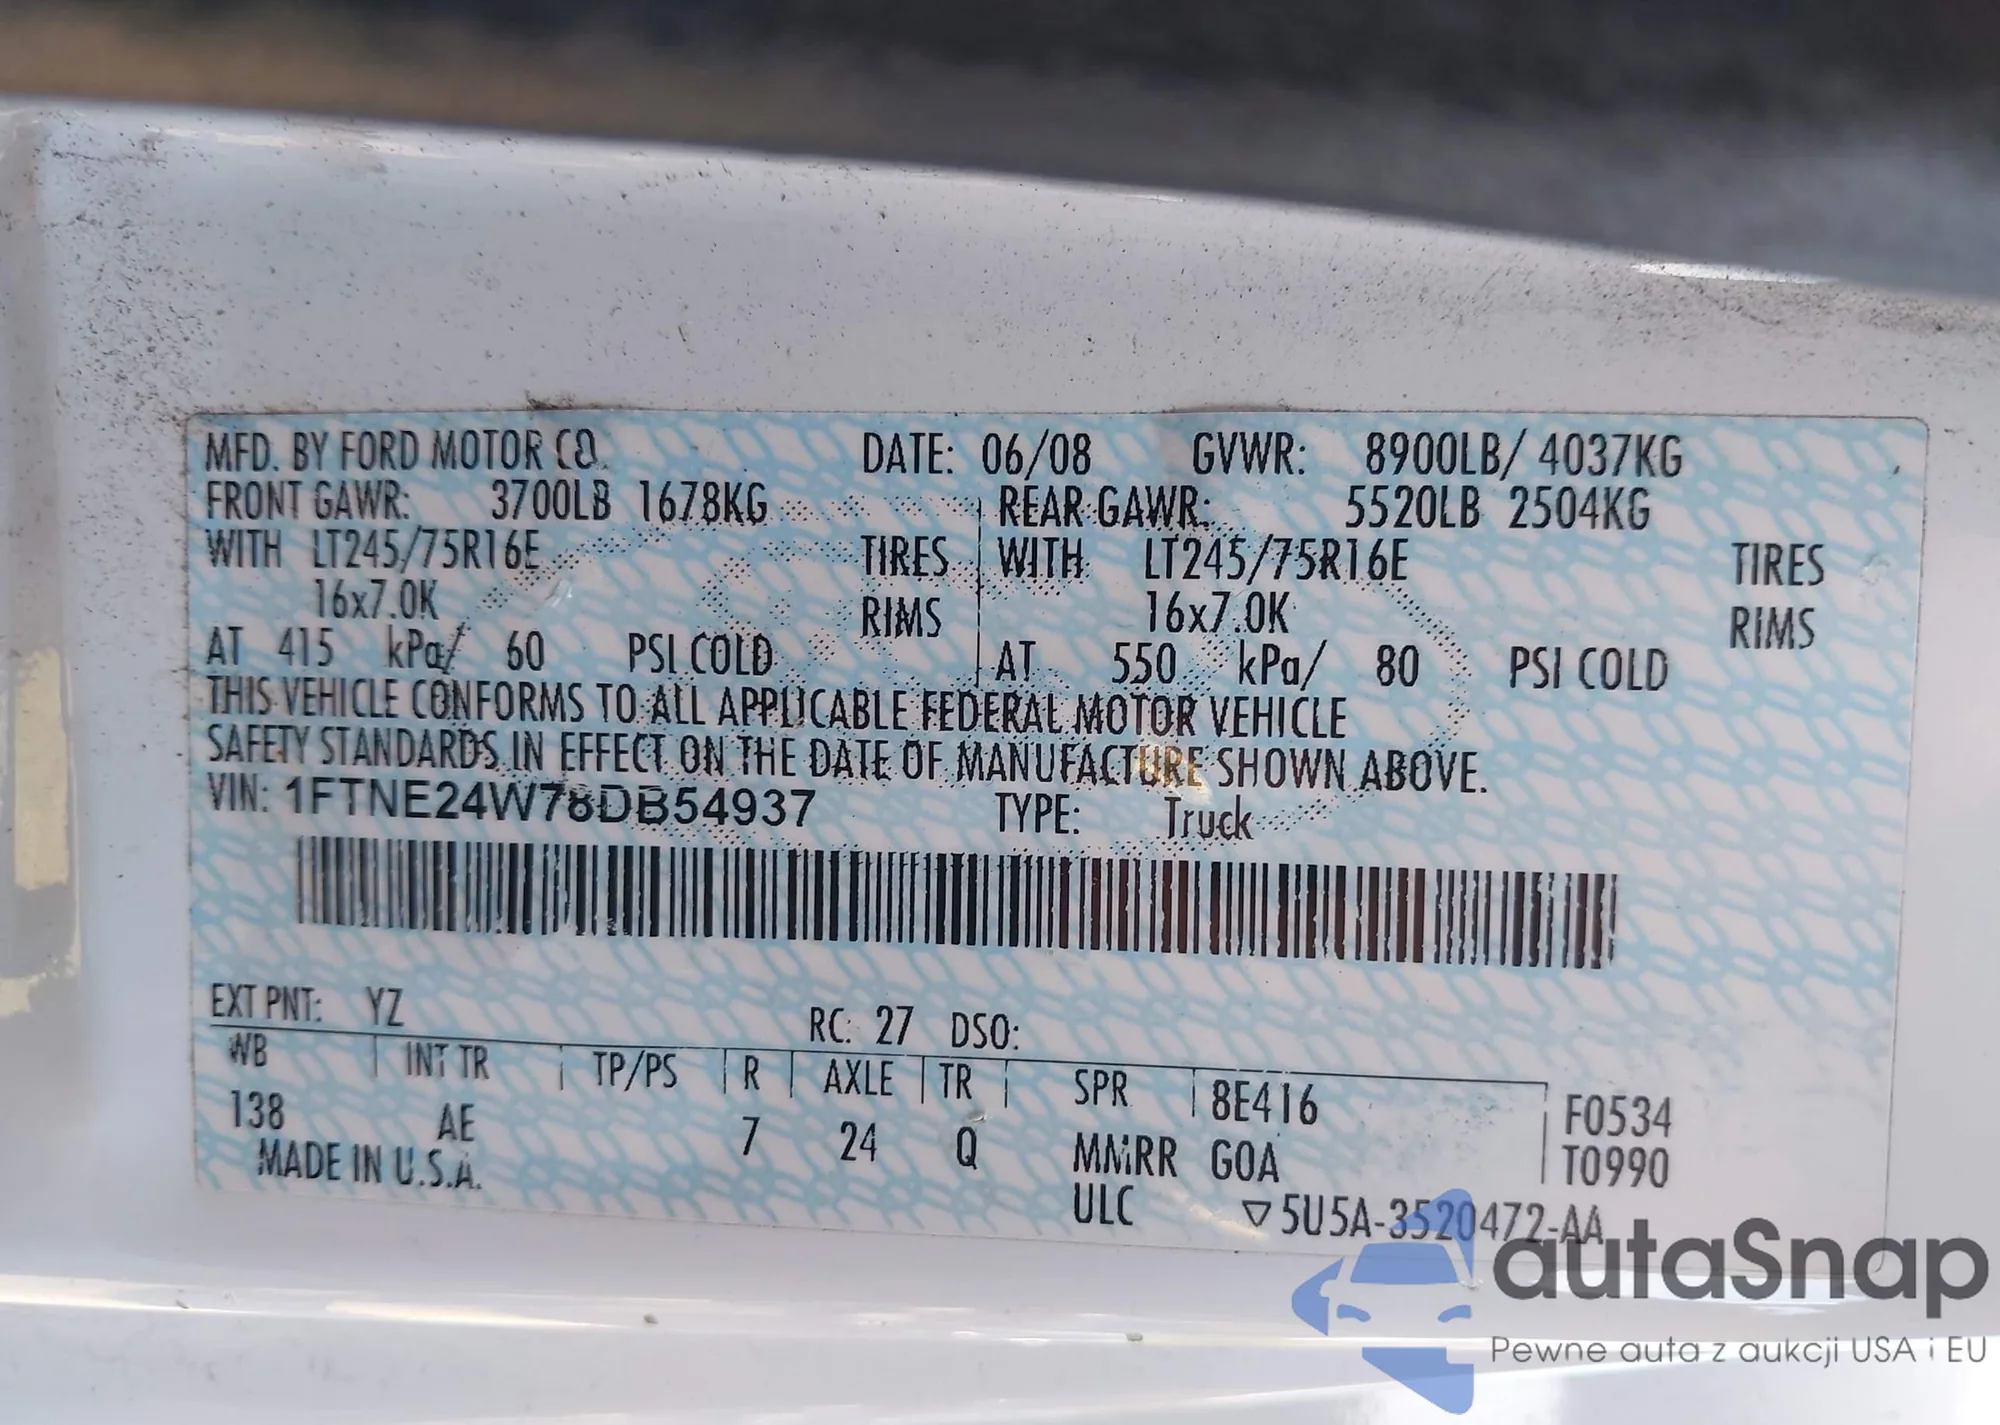 MFD. BY FORD MOTOR CO. DATE: 06/08 GVWR: 8900LB/ 4037KG
FRONT GAWR: 3700LB 1678KG REAR GAWR: 5520LB 2504KG
WITH LT245/75R16E TIRES WITH LT245/75R16E TIRES
16x7.0K RIMS 16x7.0K RIMS
AT 415 kPa/ 60 PSI COLD AT 550 kPa/ 80 PSI COLD
THIS VEHICLE CONFORMS TO ALL APPLICABLE FEDERAL MOTOR VEHICLE
SAFETY STANDARDS IN EFFECT ON THE DATE OF MANUFACTURE SHOWN ABOVE.
VIN: 1FTNE24W78DB54937 TYPE: Truck
EXT PNT: YZ RC: 27 DSO:
WB INT TR TP/PS R AXLE TR SPR 8E416 F0534
138 AE 7 24 Q MMRR GOA T0990
MADE IN U.S.A. ULC ▽5U5A-3520472-AA
autaSnap
Pewne auta z aukcji USA i EU